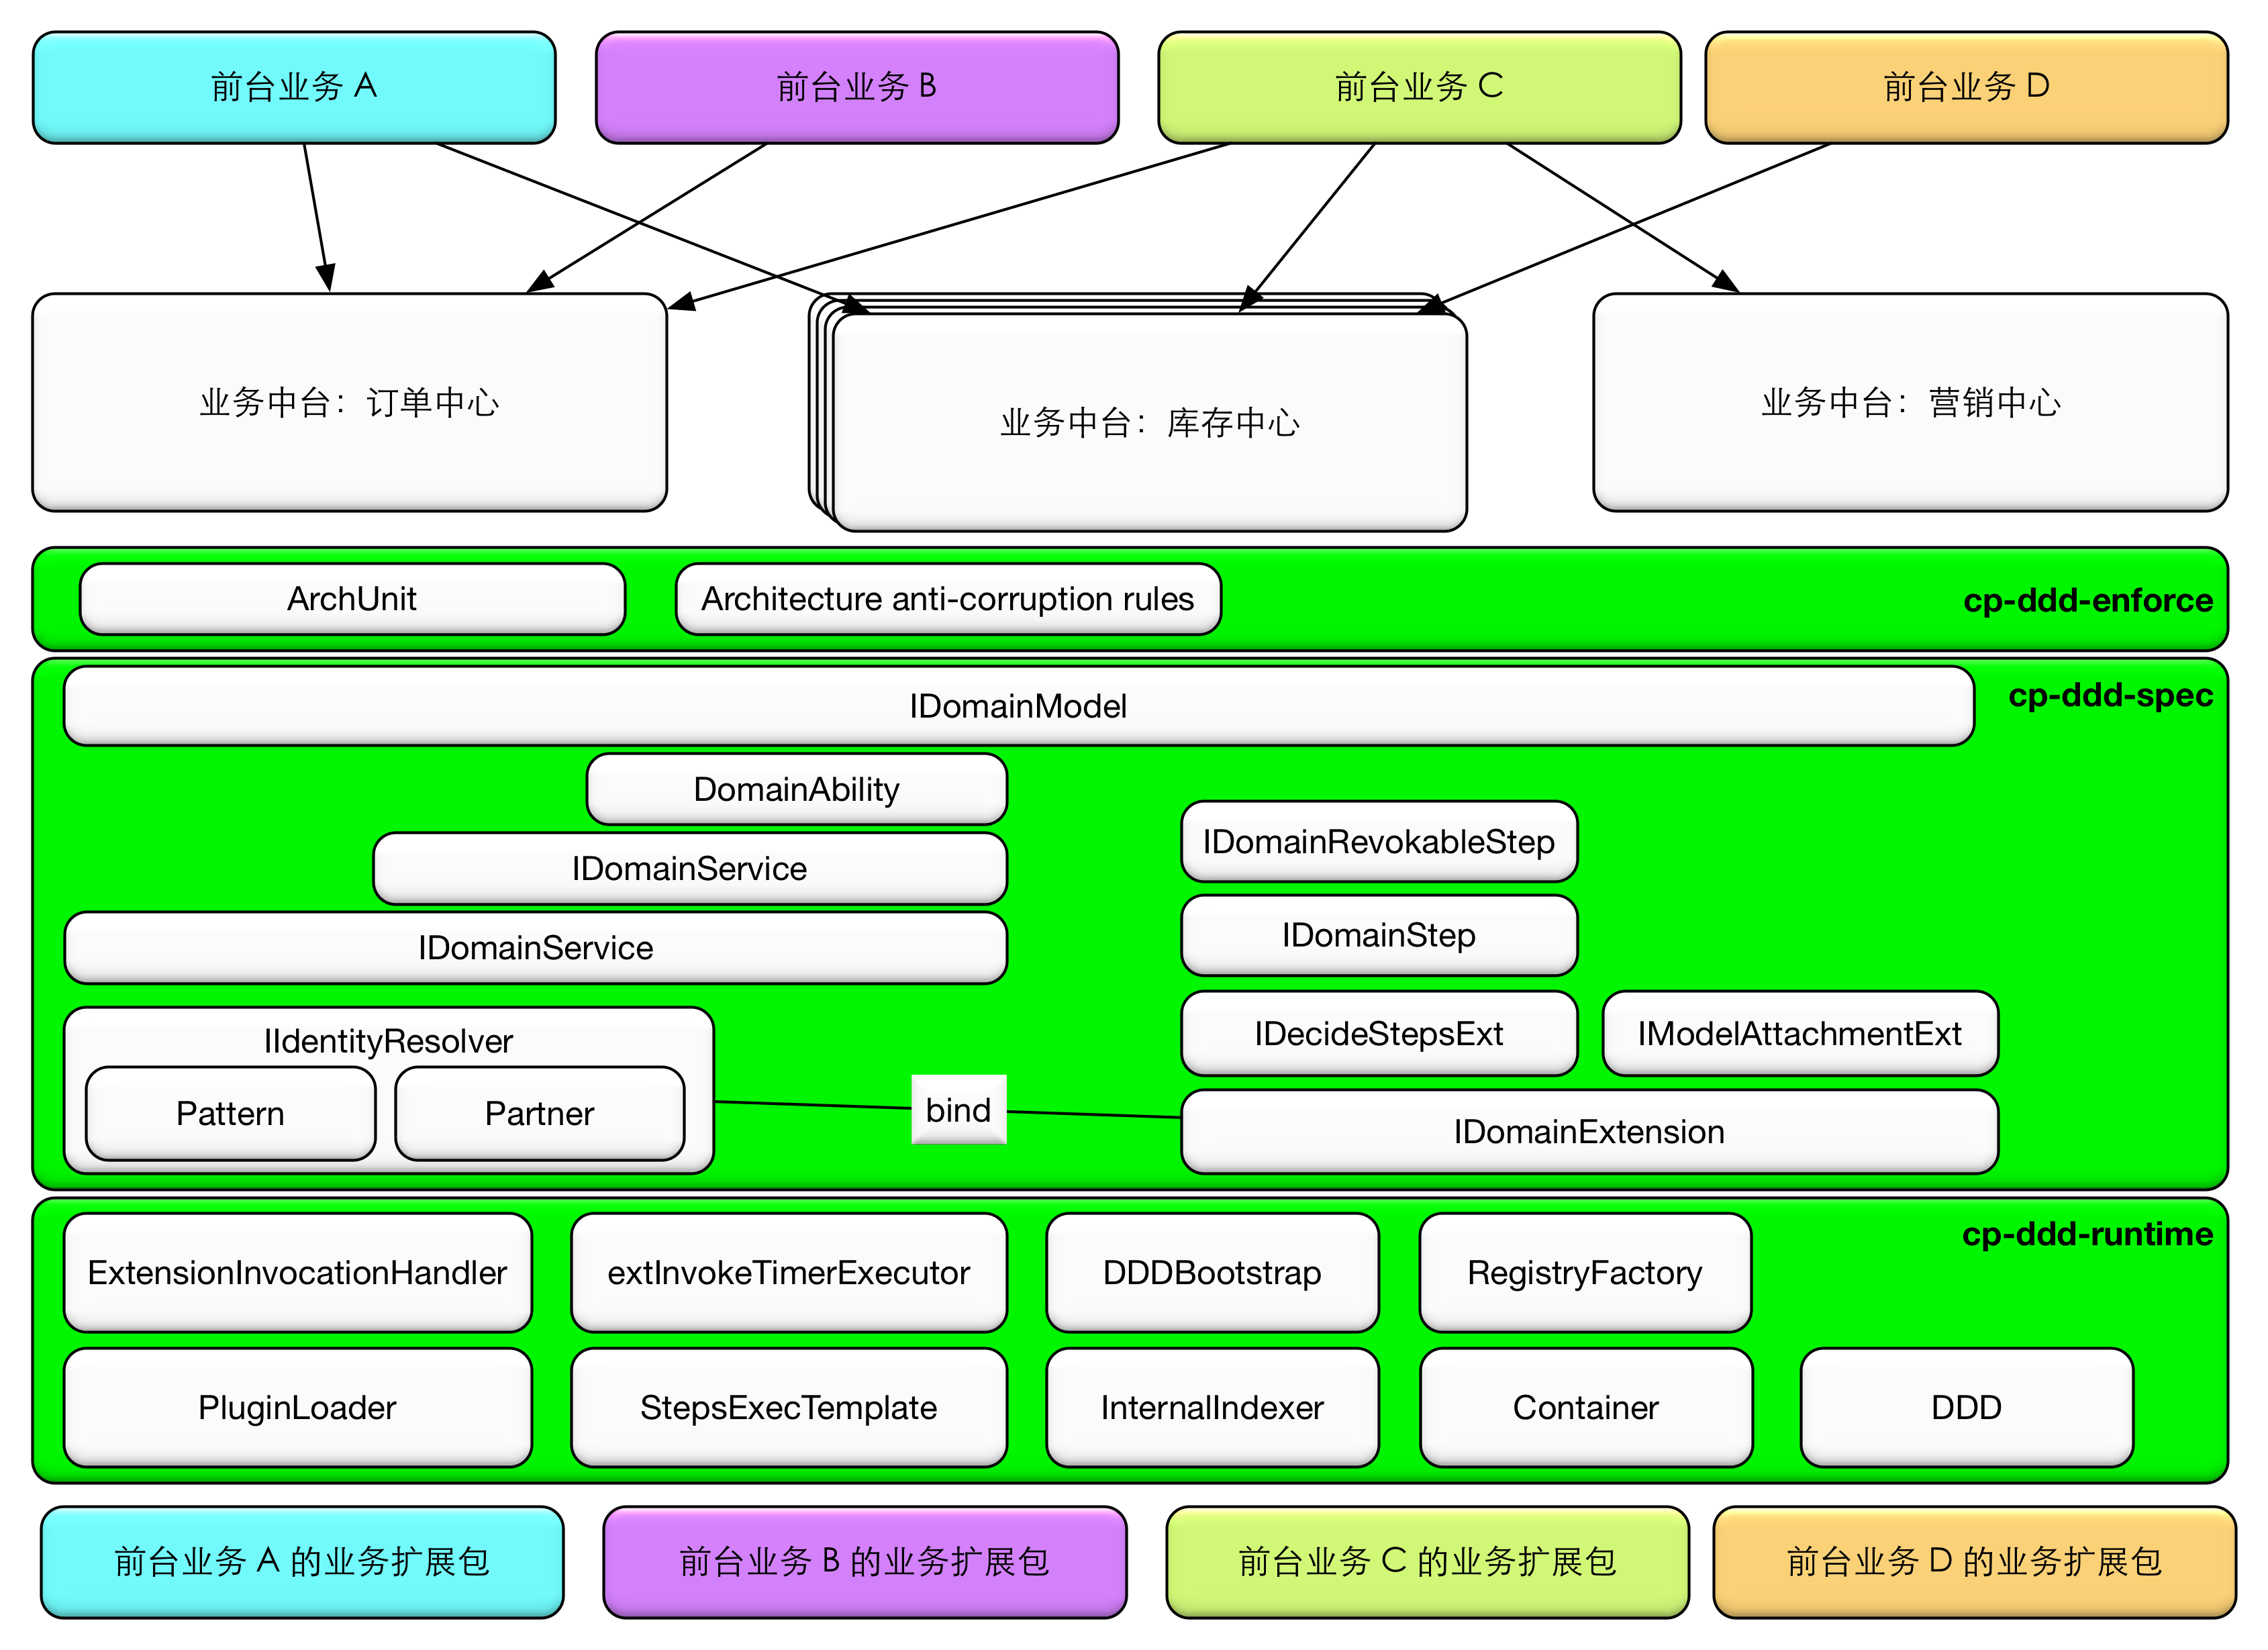 前台业务 A
前台业务 B
前台业务 C
前台业务 D
业务中台：订单中心
业务中台：库存中心
业务中台：营销中心
ArchUnit
Architecture anti-corruption rules
cp-ddd-enforce
IDomainModel
cp-ddd-spec
DomainAbility
IDomainService
IDomainService
IDomainRevokableStep
IDomainStep
IDecideStepsExt
IModelAttachmentExt
IIdentityResolver
Pattern
Partner
bind
IDomainExtension
cp-ddd-runtime
ExtensionInvocationHandler
extInvokeTimerExecutor
DDDBootstrap
RegistryFactory
PluginLoader
StepsExecTemplate
InternalIndexer
Container
DDD
前台业务 A 的业务扩展包
前台业务 B 的业务扩展包
前台业务 C 的业务扩展包
前台业务 D 的业务扩展包